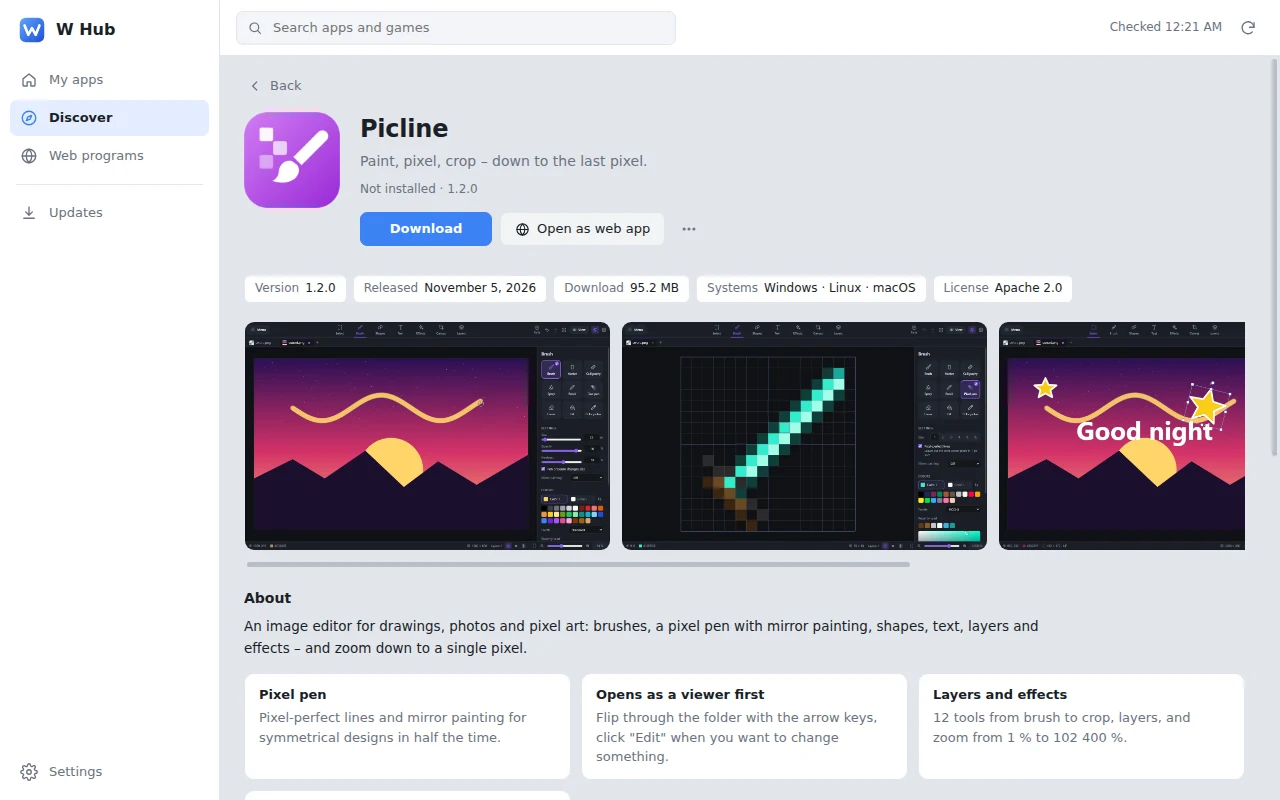 W Hub
Search apps and games
Checked 12:21 AM
My apps
Discover
Web programs
Updates
Settings
Back
Picline
Paint, pixel, crop – down to the last pixel.
Not installed · 1.2.0
Download
Open as web app
Version 1.2.0
Released November 5, 2026
Download 95.2 MB
Systems Windows · Linux · macOS
License Apache 2.0
Brush
Brush
Good night
About
An image editor for drawings, photos and pixel art: brushes, a pixel pen with mirror painting, shapes, text, layers and
effects – and zoom down to a single pixel.
Pixel pen
Pixel-perfect lines and mirror painting for
symmetrical designs in half the time.
Opens as a viewer first
Flip through the folder with the arrow keys,
click "Edit" when you want to change
something.
Layers and effects
12 tools from brush to crop, layers, and
zoom from 1 % to 102 400 %.